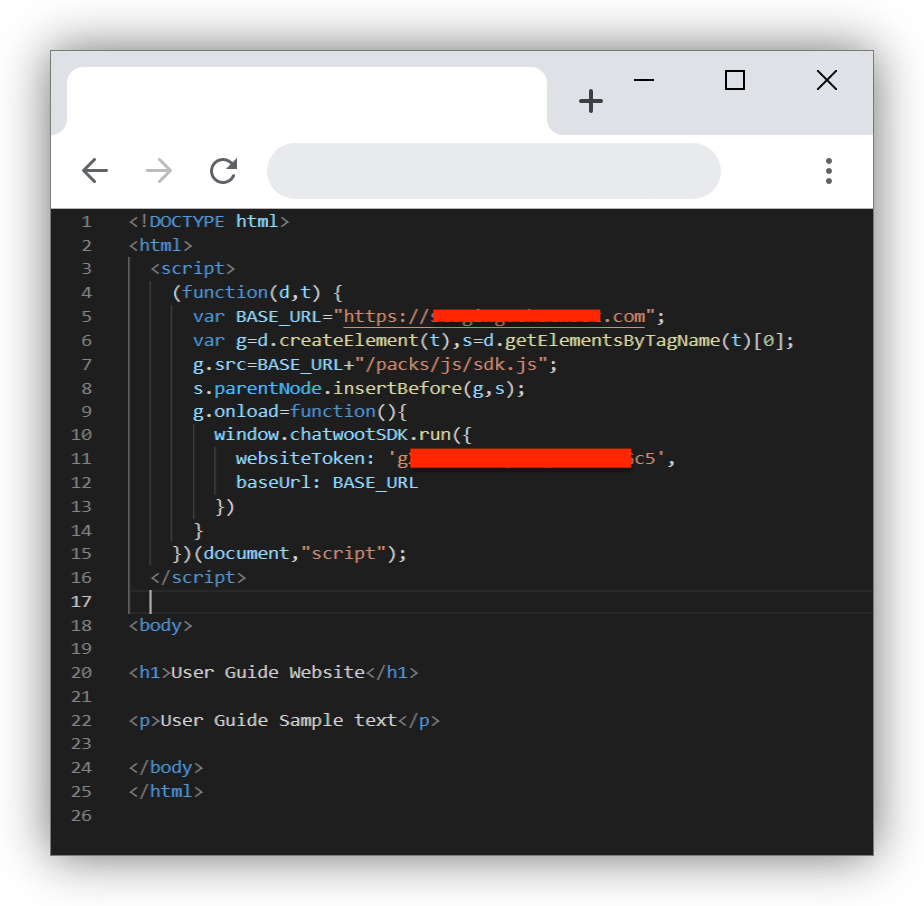 1 <!DOCTYPE html>
2 <html>
3 <script>
4 (function(d,t) {
5 var BASE_URL="https:// .com";
6 var g=d.createElement(t),s=d.getElementsByTagName(t)[0];
7 g.src=BASE_URL+"/packs/js/sdk.js";
8 s.parentNode.insertBefore(g,s);
9 g.onload=function(){
10 window.chatwootSDK.run({
11 websiteToken: 'g c5',
12 baseUrl: BASE_URL
13 })
14 }
15 })(document,"script");
16 </script>
17
18 <body>
19
20 <h1>User Guide Website</h1>
21
22 <p>User Guide Sample text</p>
23
24 </body>
25 </html>
26